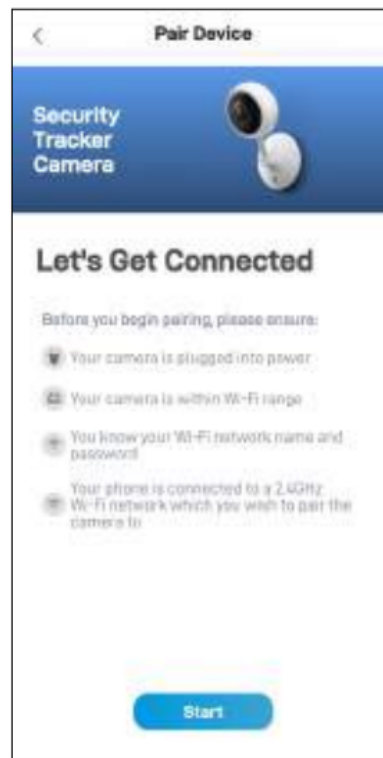 Pair Device
Security
Tracker
Camera
Let's Get Connected
Before you begin pairing, please ensure:
Your camera is plugged into power
Your camera is within Wi-Fi range
You know your Wi-Fi network name and
password
Your phone is connected to a 2.4GHz
Wi-Fi network which you wish to pair the
camera to
Start